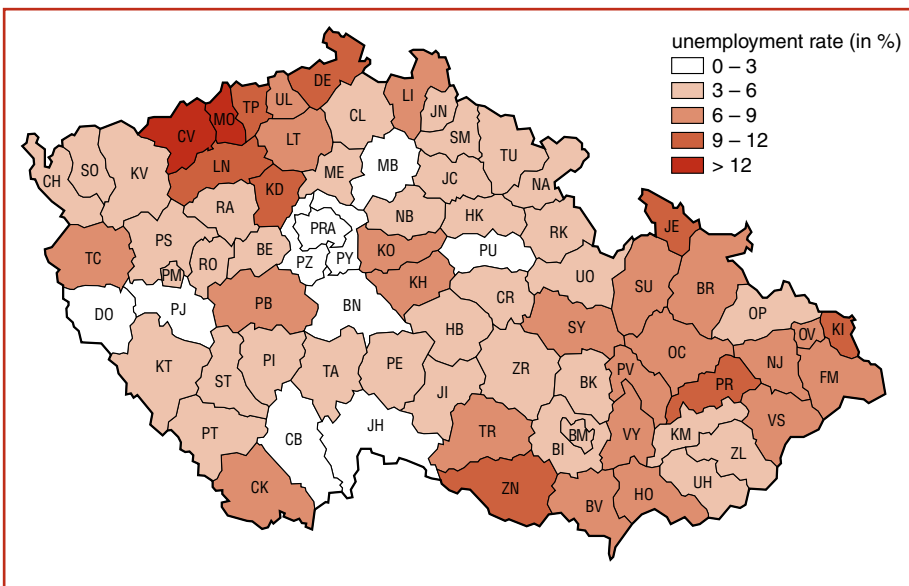 unemployment rate (in %)
0 – 3
3 – 6
6 – 9
9 – 12
> 12
DE
TP
UL
LI
MO
JN
CV
CL
LT
SM
TU
LN
MB
SO
KV
ME
JC
CH
KD
NA
RA
NB
HK
PRA
JE
RK
PS
BE
KO
PU
TC
RO
PZ
PY
PM
UO
KH
SU
BR
CR
PB
BN
DO
PJ
OP
SY
HB
OV
KI
OC
KT
PI
PE
ZR
NJ
ST
TA
PV
FM
BK
PR
JI
VS
PT
CB
JH
TR
BM
VY
KM
BI
ZL
CK
ZN
UH
BV
HO